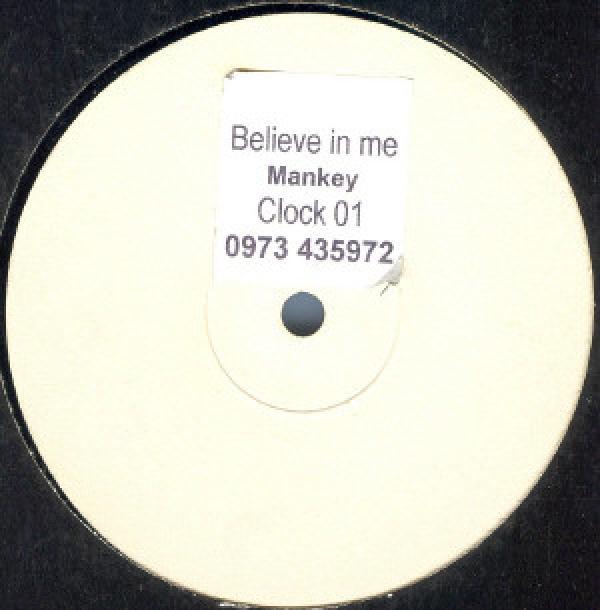 Believe in me
Mankey
Clock 01
0973 435972